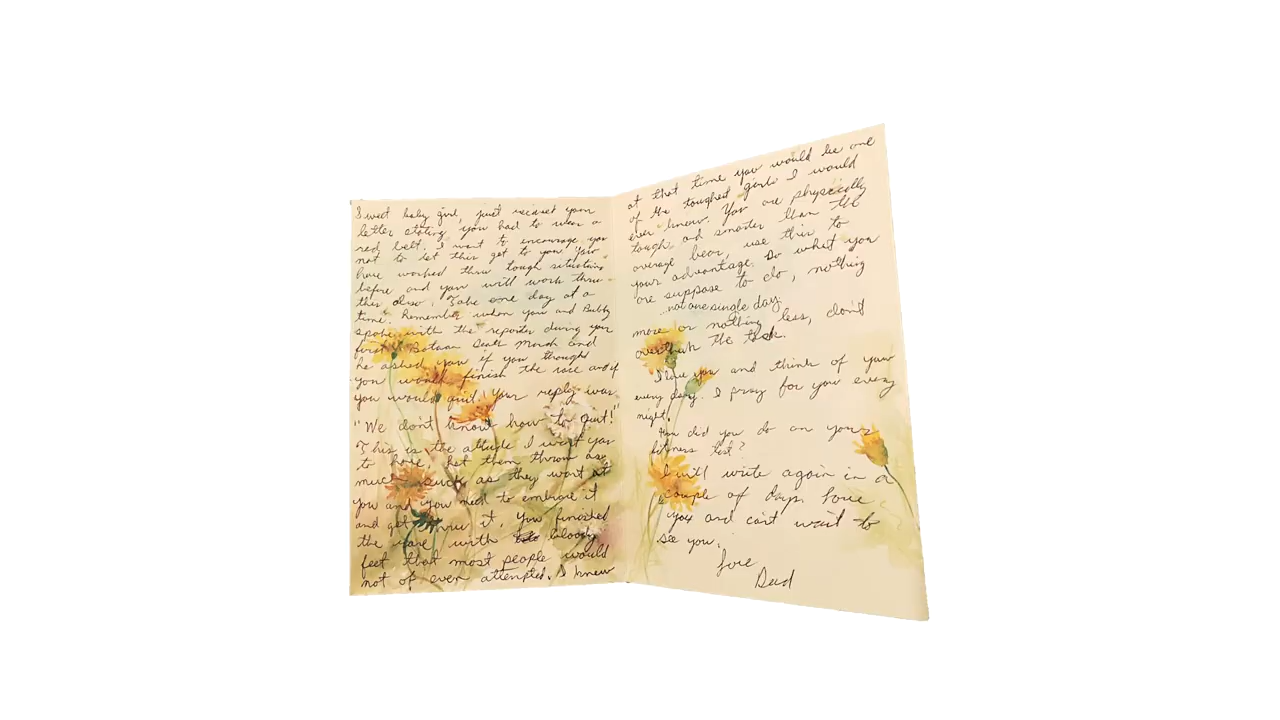 Sweet baby girl, just recieset your
letter stating, you had to wear a
red belt. I want to encourage you
not to let this get to you. You
have worked thru tough situations
before and you will work thru
this also. Take one day at a
time. Remember when you and Bubby
spoke with the reporter during your
first Bataan Death March and
he asked you if you thought
you would finish the race and if
you would quit. Your reply was
"We don't know how to quit!"
This is the attitude I want you
to have. Let them throw as
much suck as they want at
you and you need to embrace it
and get thru it. You finished
the race with bloody
feet that most people would
not of even attempted. I knew
at that time you would be one
of the toughest girls I would
ever know. You are physically
tough and smarter than the
average bear, use this to
your advantage. Do what you
are suppose to do, nothing
...not one single day.
more or nothing less, don't
overthink the task.
I love you and think of you
every day. I pray for you every
night.
How did you do on your
fitness test?
I will write again in a
couple of days. Love
you and can't wait to
see you.
Love
Dad